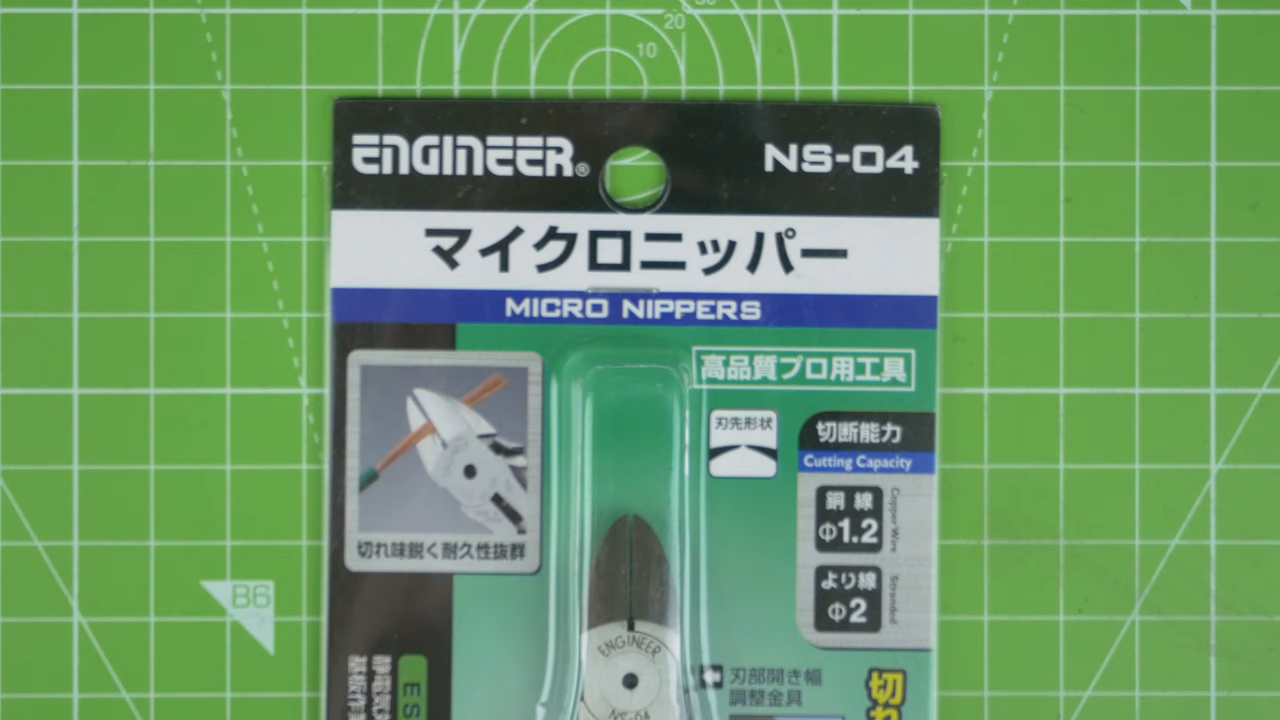 10
20
30
ENGINEER®
NS-04
マイクロニッパー
MICRO NIPPERS
高品質プロ用工具
刃先形状
切断能力
Cutting Capacity
銅 線
Φ1.2
Copper Wire
より線
Φ2
Stranded
切れ味鋭く耐久性抜群
B6
ENGINEER
NS-04
刃部開き幅
調整金具
切れ
ES